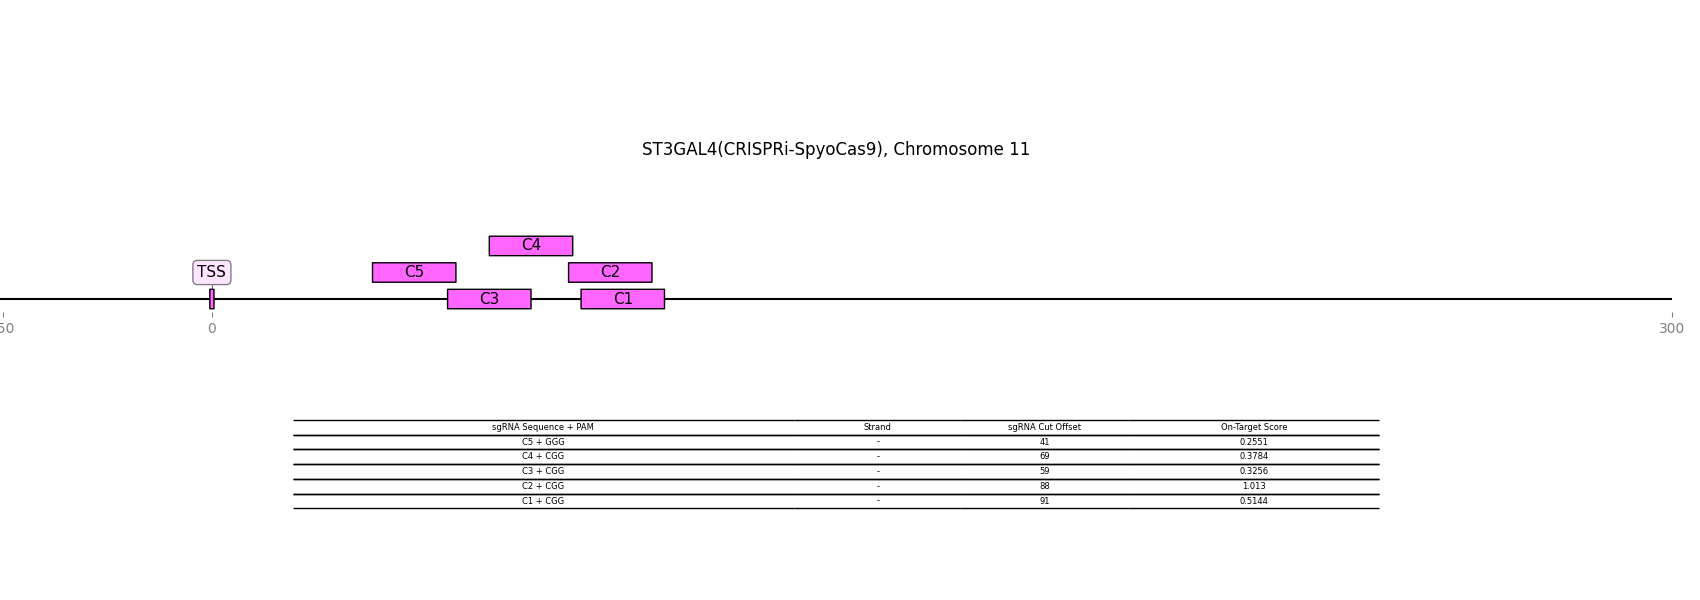 ST3GAL4(CRISPRi-SpyoCas9), Chromosome 11
C4
TSS C5 C2
C3 C1
50 0 300
sgRNA Sequence + PAM Strand sgRNA Cut Offset On-Target Score
C5 + GGG - 41 0.2551
C4 + CGG - 69 0.3784
C3 + CGG - 59 0.3256
C2 + CGG - 88 1.013
C1 + CGG - 91 0.5144